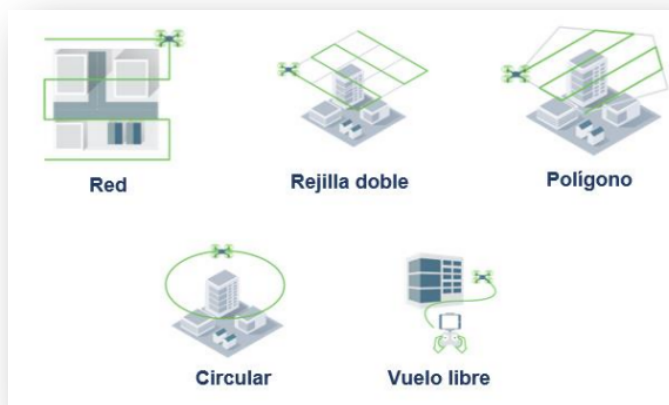 Red
Rejilla doble
Polígono
Circular
Vuelo libre